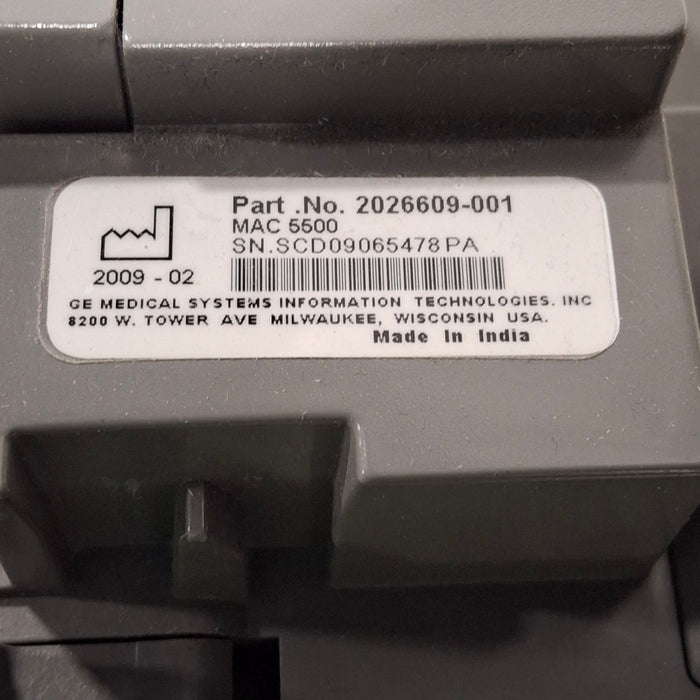 Part .No. 2026609-001
MAC 5500
SN.SCD09065478PA
2009 - 02
GE MEDICAL SYSTEMS INFORMATION TECHNOLOGIES. INC
8200 W. TOWER AVE MILWAUKEE, WISCONSIN USA.
Made In India